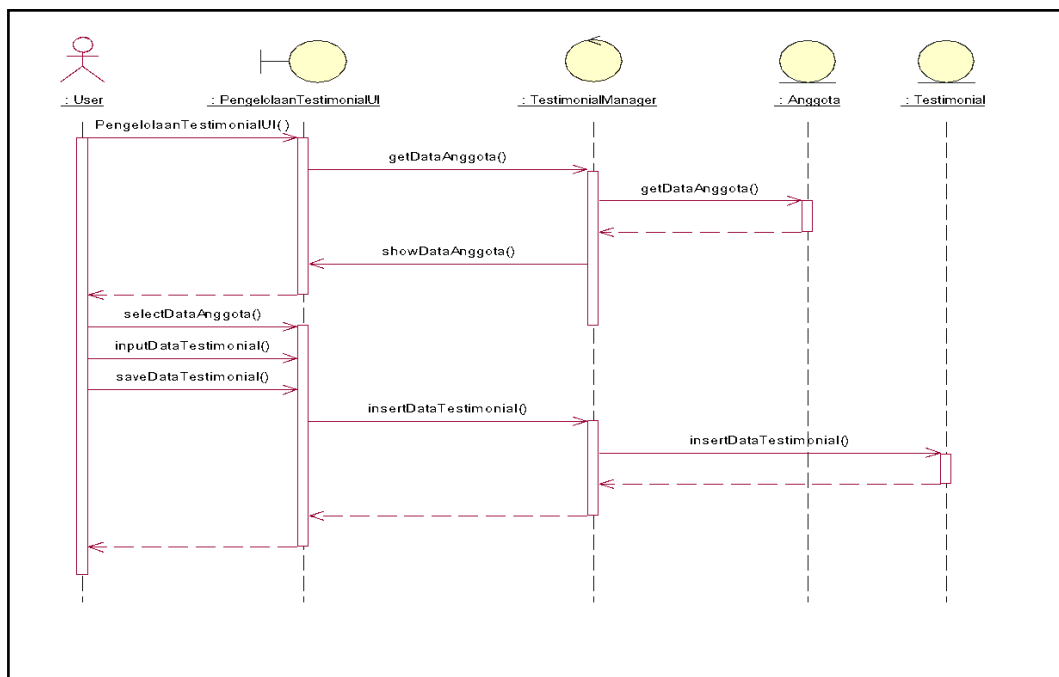 : User
: PengelolaanTestimonialUI
: TestimonialManager
: Anggota
: Testimonial
PengelolaanTestimonialUI()
getDataAnggota()
getDataAnggota()
showDataAnggota()
selectDataAnggota()
inputDataTestimonial()
saveDataTestimonial()
insertDataTestimonial()
insertDataTestimonial()